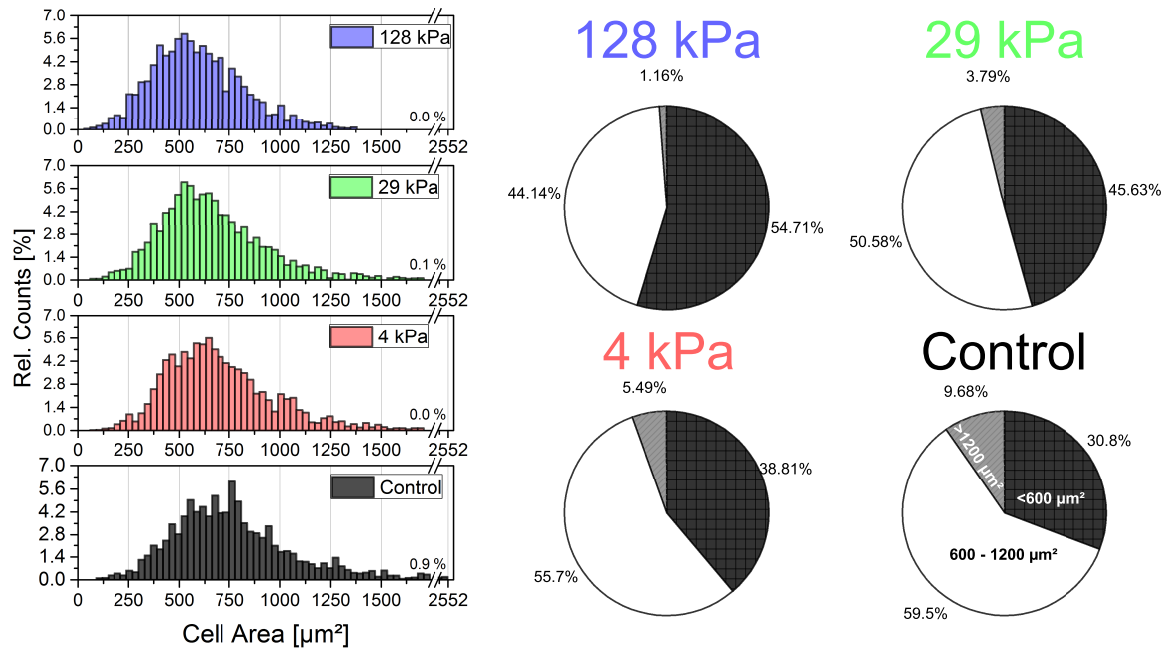 Rel. Counts [%]
7.0
5.6
4.2
2.8
1.4
0.0
128 kPa
0.0 %
0 250 500 750 1000 1250 1500 2552
7.0
5.6
4.2
2.8
1.4
0.0
29 kPa
0.1 %
0 250 500 750 1000 1250 1500 2552
7.0
5.6
4.2
2.8
1.4
0.0
4 kPa
0.0 %
0 250 500 750 1000 1250 1500 2552
7.0
5.6
4.2
2.8
1.4
0.0
Control
0.9 %
0 250 500 750 1000 1250 1500 2552
Cell Area [µm²]
128 kPa
1.16%
44.14%
54.71%
29 kPa
3.79%
45.63%
50.58%
4 kPa
5.49%
38.81%
55.7%
Control
9.68%
30.8%
>1200 µm²
<600 µm²
600 - 1200 µm²
59.5%